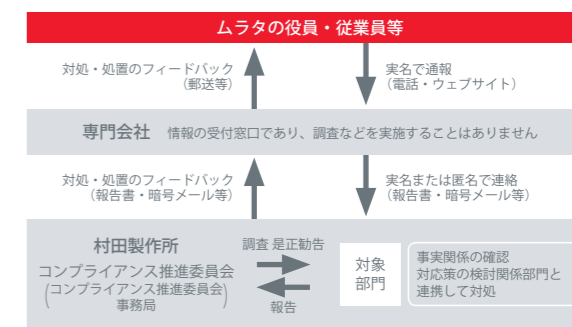 ムラタの役員・従業員等
対処・処置のフィードバック
(郵送等)
実名で通報
(電話・ウェブサイト)
専門会社 情報の受付窓口であり、調査などを実施することはありません
対処・処置のフィードバック
(報告書・暗号メール等)
実名または匿名で連絡
(報告書・暗号メール等)
村田製作所
コンプライアンス推進委員会
(コンプライアンス推進委員会
事務局)
調査 是正勧告
報告
対象
部門
事実関係の確認
対応策の検討関係部門と
連携して対処